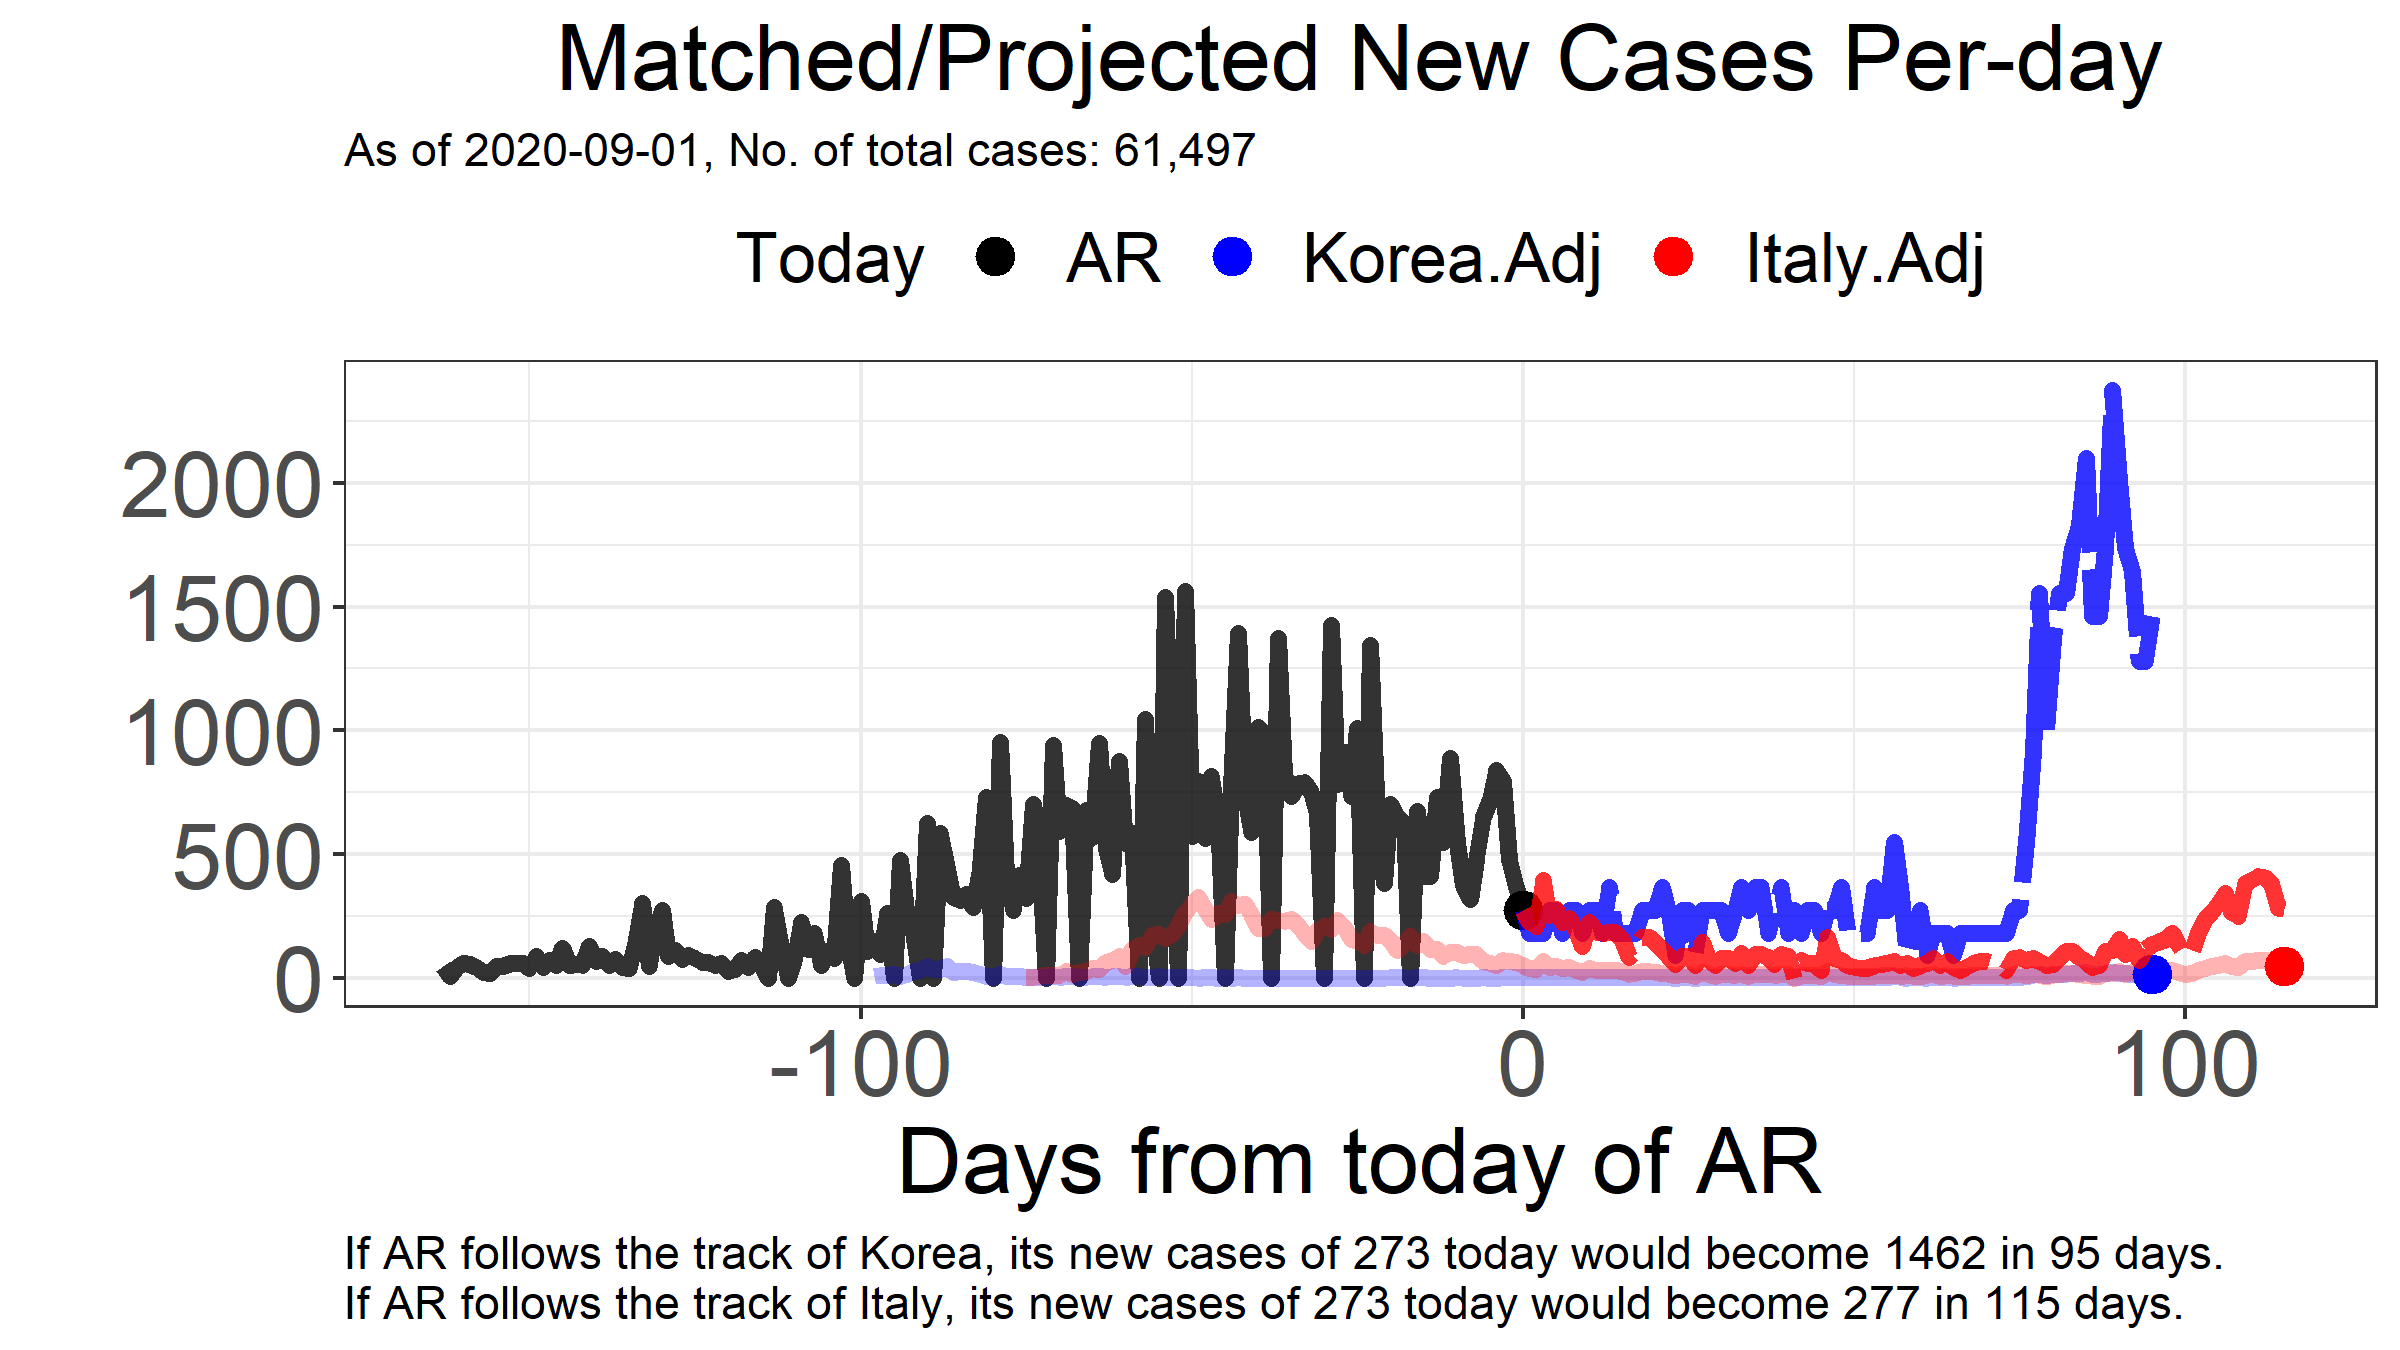 Matched/Projected New Cases Per-day
As of 2020-09-01, No. of total cases: 61,497
Today AR Korea.Adj Italy.Adj
2000
1500
1000
500
0
-100 0 100
Days from today of AR
If AR follows the track of Korea, its new cases of 273 today would become 1462 in 95 days.
If AR follows the track of Italy, its new cases of 273 today would become 277 in 115 days.